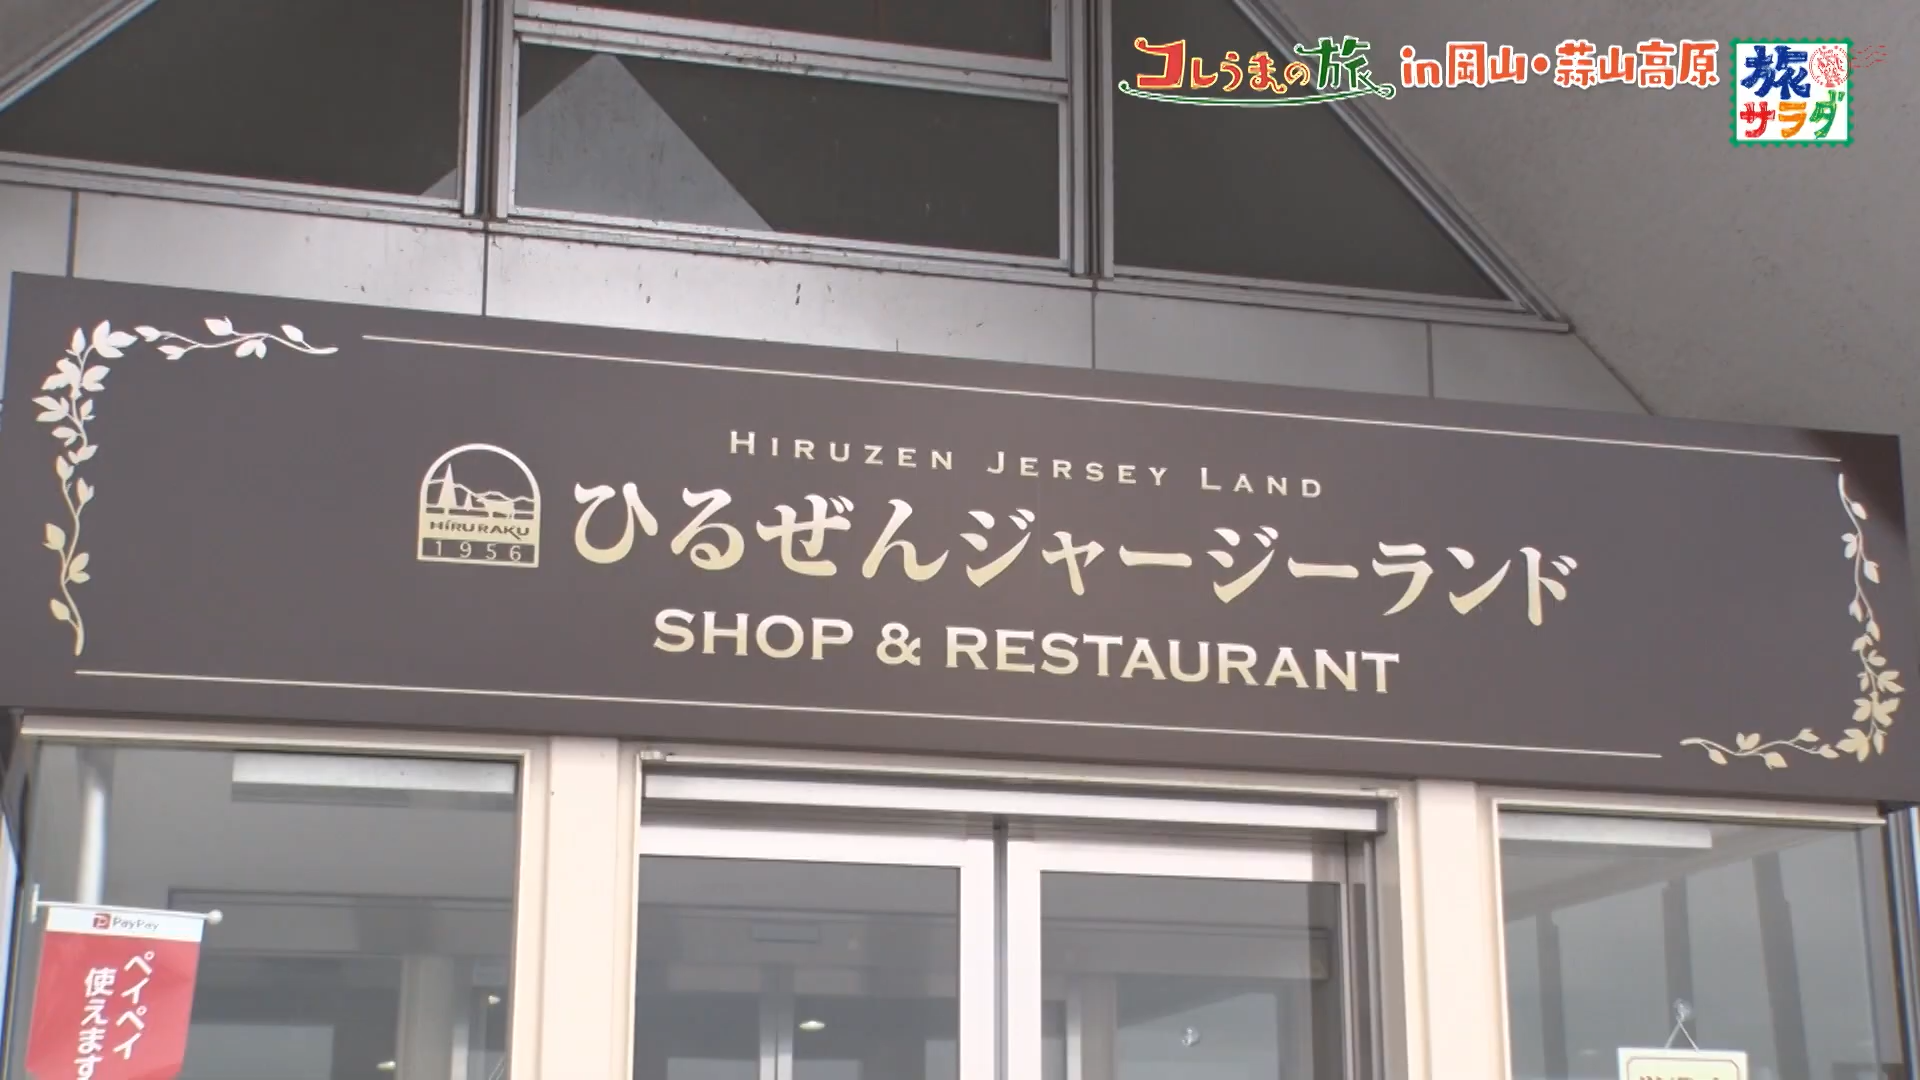 コレうまの旅 in岡山・蒜山高原
旅サラダ
HIRUZEN JERSEY LAND
HIRURAKU
1956
ひるぜんジャージーランド
SHOP & RESTAURANT
PayPay
ペイペイ
使えます